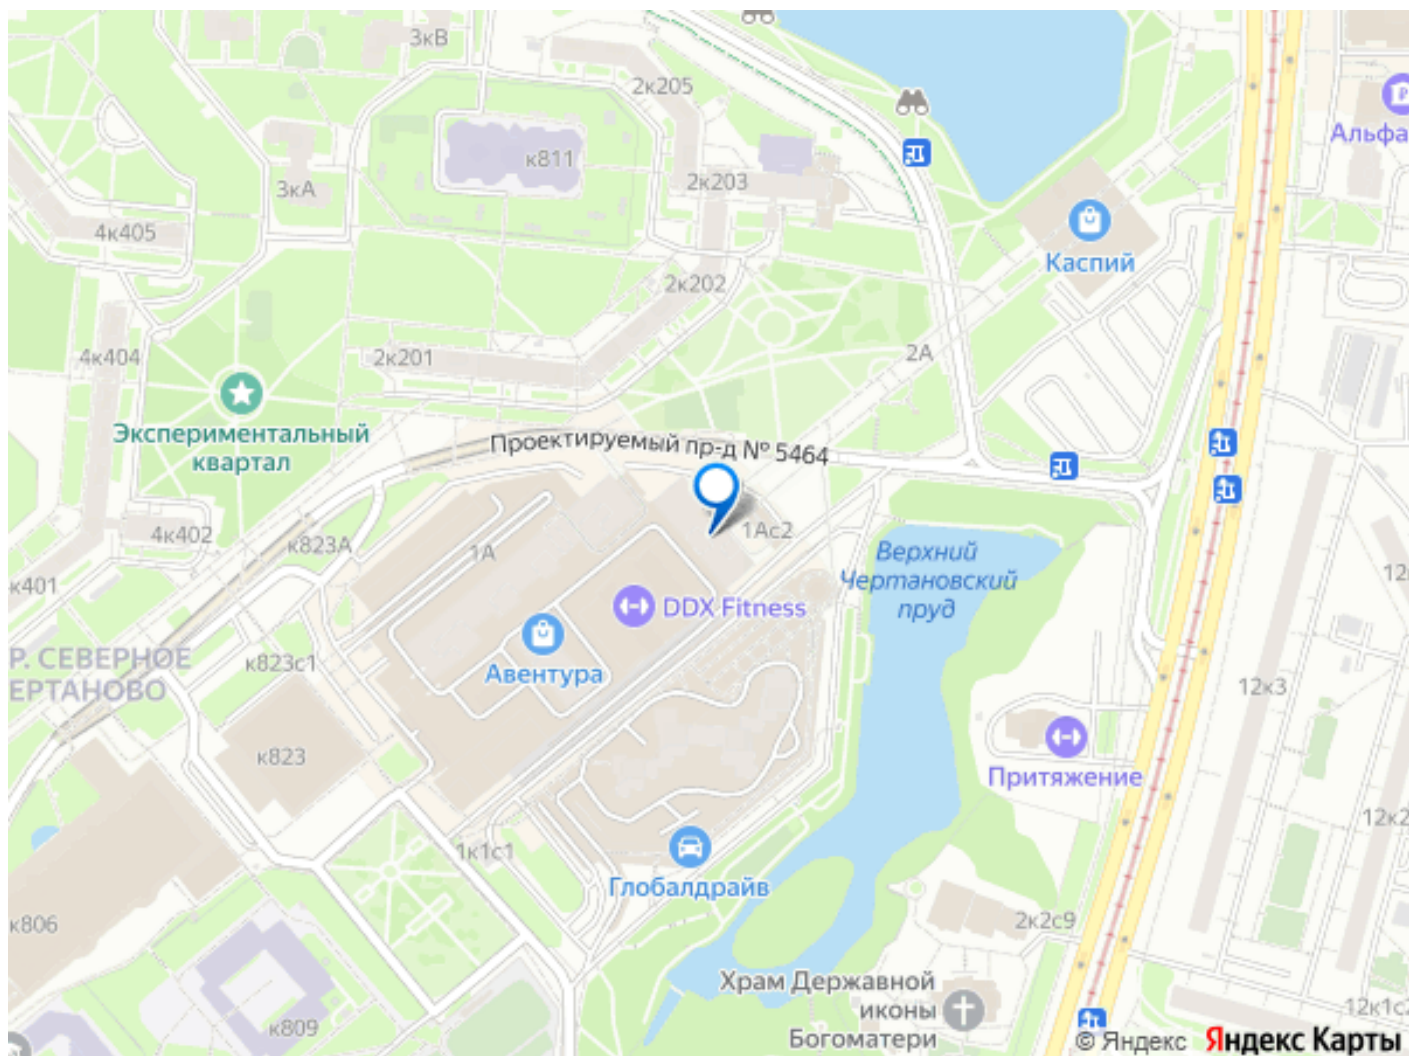 3кВ
2к205
Альфа
к811
3кА
2к203
4к405
Каспий
2к202
4к404
2к201
2А
Экспериментальный
квартал
Проектируемый пр-д № 5464
4к402
к823А
1А
1Ас2
Верхний
Чертановский
пруд
к401
12
DDX Fitness
Р. СЕВЕРНОЕ
ЕРТАНОВО
к823с1
Авентура
12к3
к823
Притяжение
12к2
1к1с1
Глобалдрайв
к806
2к2с9
Храм Державной
иконы
Богоматери
12к1с2
к809
© Яндекс Яндекс Карты